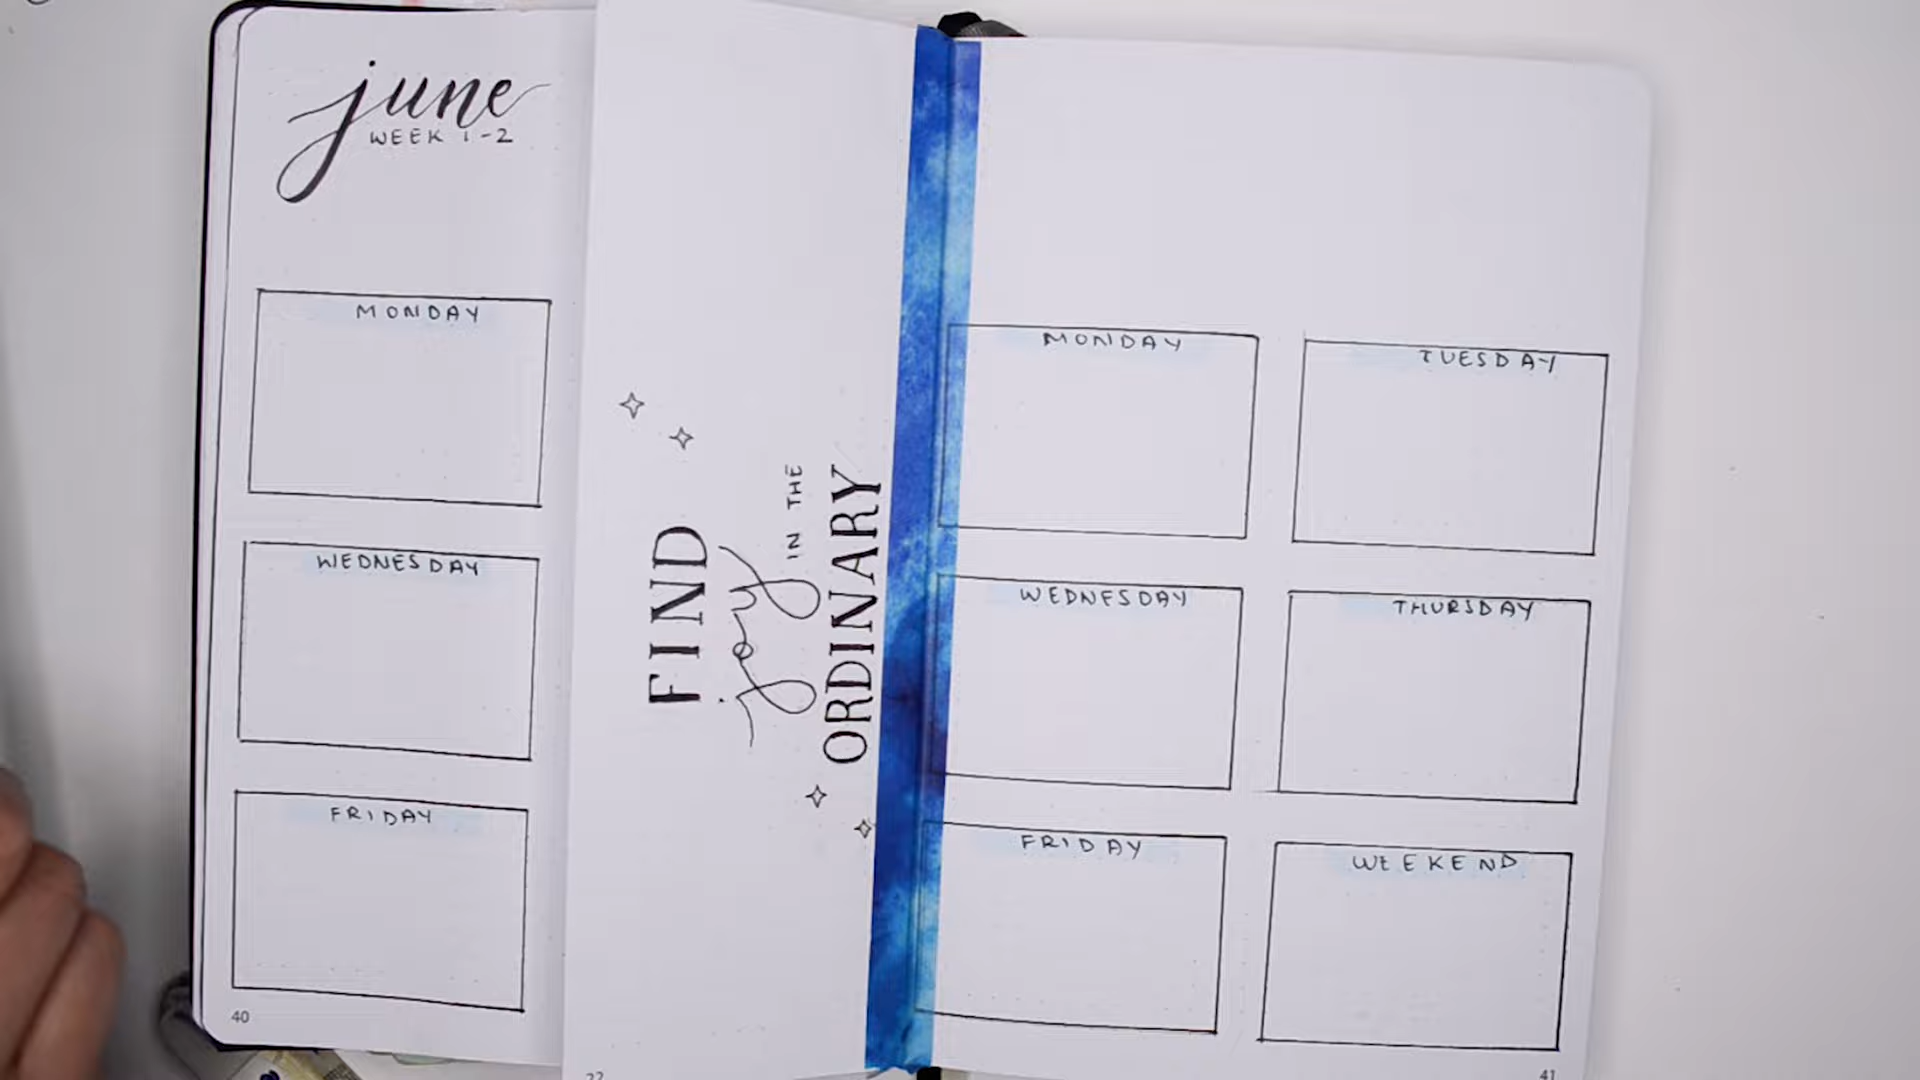 june
WEEK 1-2
MONDAY
WEDNESDAY
FRIDAY
40
FIND
joy
IN THE
ORDINARY
MONDAY
TUESDAY
WEDNESDAY
THURSDAY
FRIDAY
WEEKEND
41